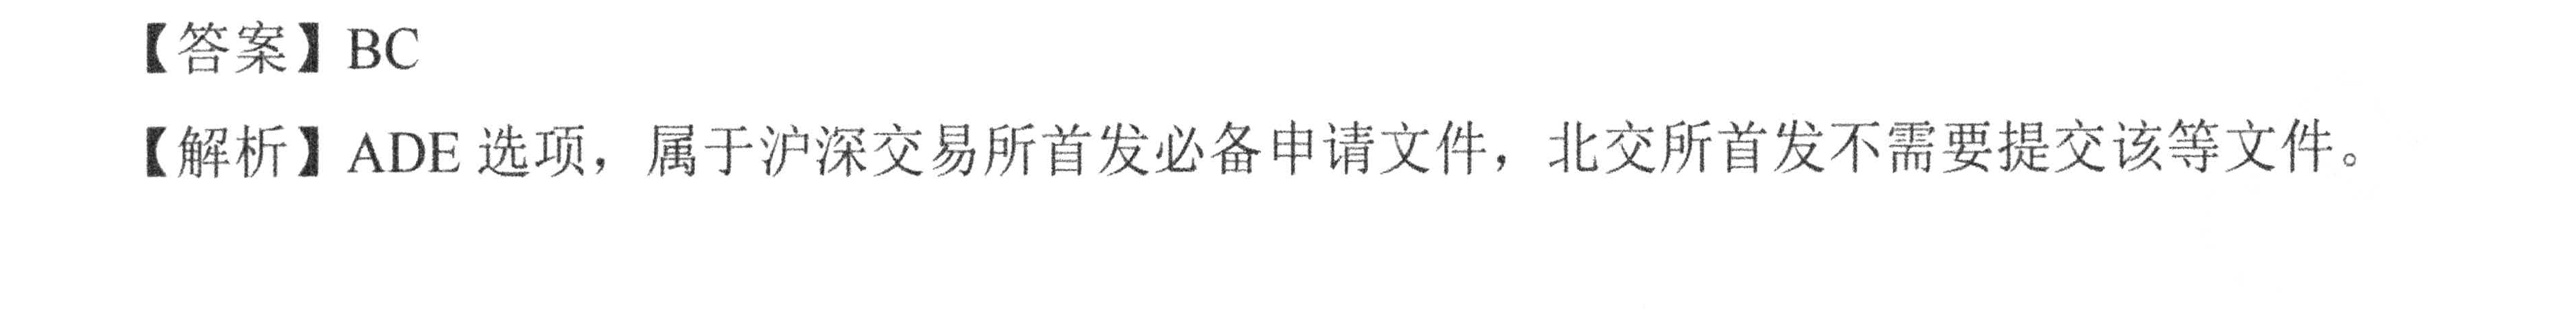 【答案】BC
【解析】ADE 选项，属于沪深交易所首发必备申请文件，北交所首发不需要提交该等文件。